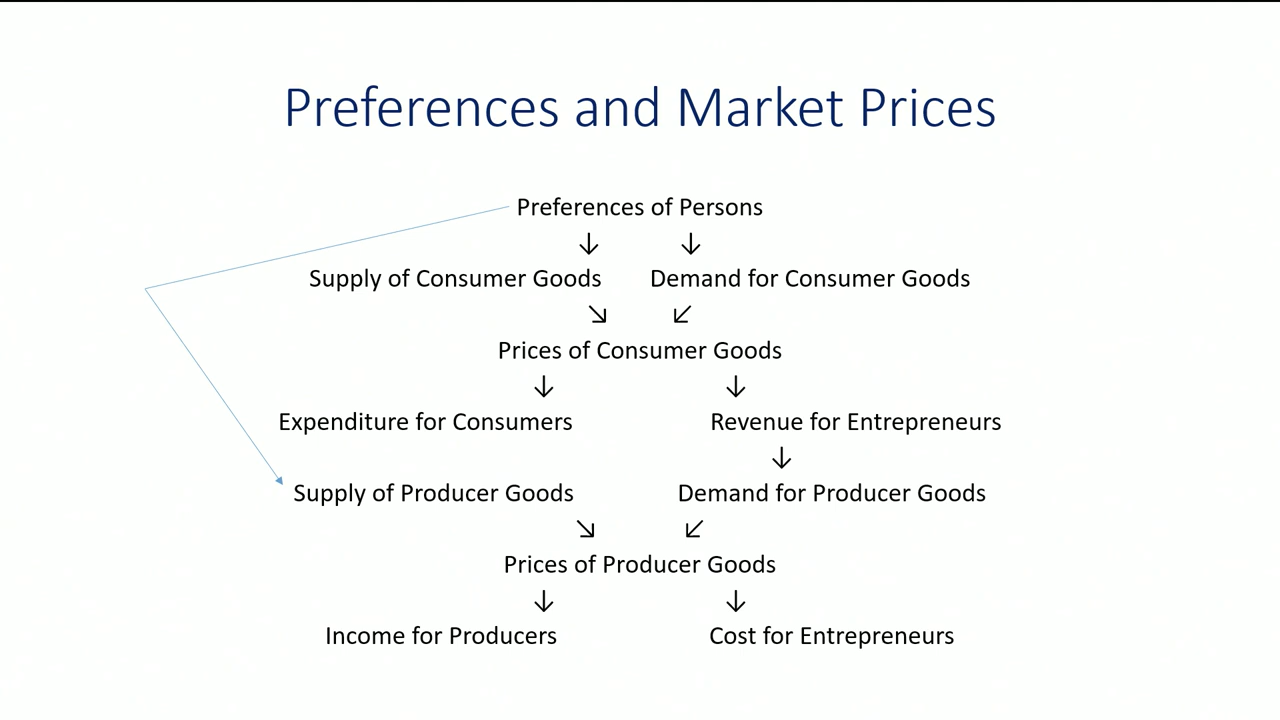 Preferences and Market Prices
Preferences of Persons
↓ ↓
Supply of Consumer Goods Demand for Consumer Goods
↘ ↙
Prices of Consumer Goods
↓ ↓
Expenditure for Consumers Revenue for Entrepreneurs
↓
Supply of Producer Goods Demand for Producer Goods
↘ ↙
Prices of Producer Goods
↓ ↓
Income for Producers Cost for Entrepreneurs